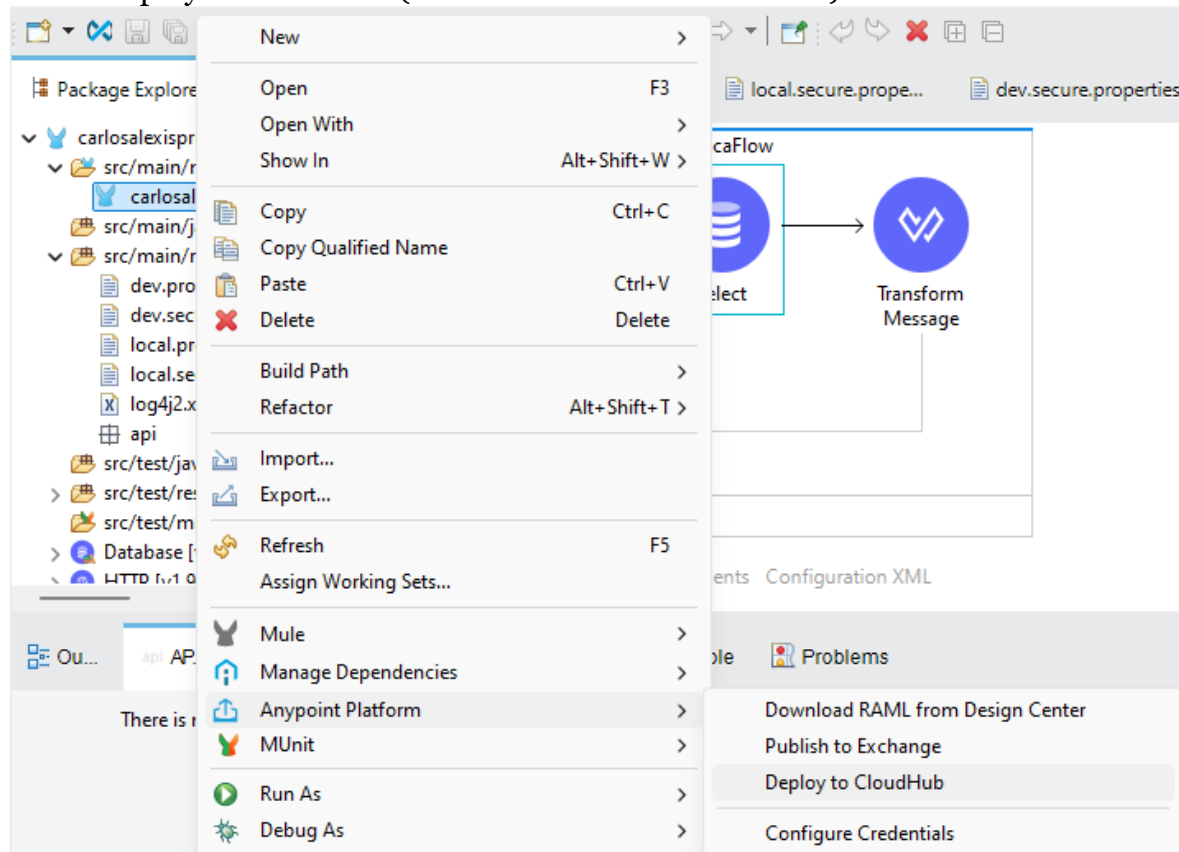 New
Package Explore
Open F3
local.secure.prope...
dev.secure.properties
Open With
Show In Alt+Shift+W
carlosalexispr
src/main/r
carlosal
src/main/j
src/main/r
dev.pro
dev.sec
local.pr
local.se
log4j2.x
api
src/test/jav
src/test/res
src/test/m
Database [
HTTP [v1.9
Copy Ctrl+C
Copy Qualified Name
Paste Ctrl+V
Delete Delete
Build Path
Refactor Alt+Shift+T
Import...
Export...
Refresh F5
Assign Working Sets...
Mule
Manage Dependencies
Anypoint Platform
MUnit
Run As
Debug As
caFlow
elect
Transform
Message
ents Configuration XML
Ou...
api AP
ole
Problems
There is r
Download RAML from Design Center
Publish to Exchange
Deploy to CloudHub
Configure Credentials